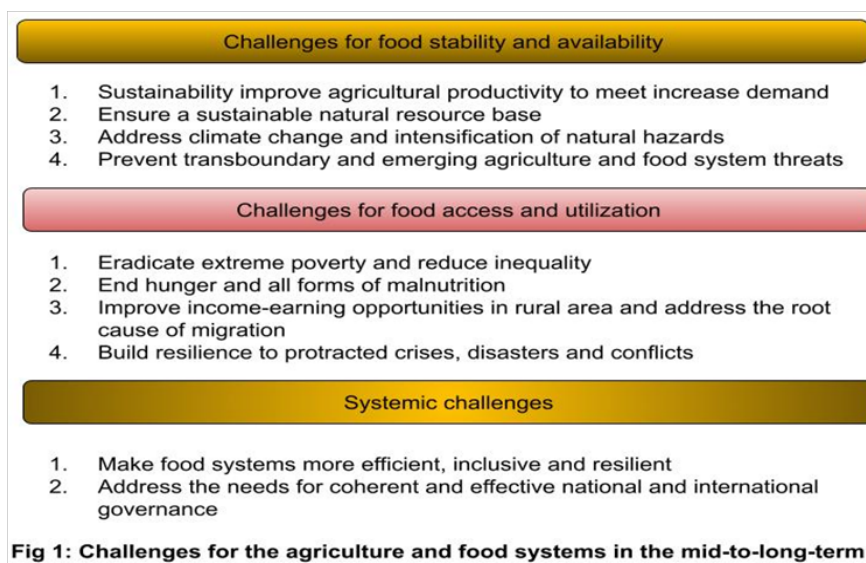 Challenges for food stability and availability
1. Sustainability improve agricultural productivity to meet increase demand
2. Ensure a sustainable natural resource base
3. Address climate change and intensification of natural hazards
4. Prevent transboundary and emerging agriculture and food system threats
Challenges for food access and utilization
1. Eradicate extreme poverty and reduce inequality
2. End hunger and all forms of malnutrition
3. Improve income-earning opportunities in rural area and address the root
cause of migration
4. Build resilience to protracted crises, disasters and conflicts
Systemic challenges
1. Make food systems more efficient, inclusive and resilient
2. Address the needs for coherent and effective national and international
governance
Fig 1: Challenges for the agriculture and food systems in the mid-to-long-term